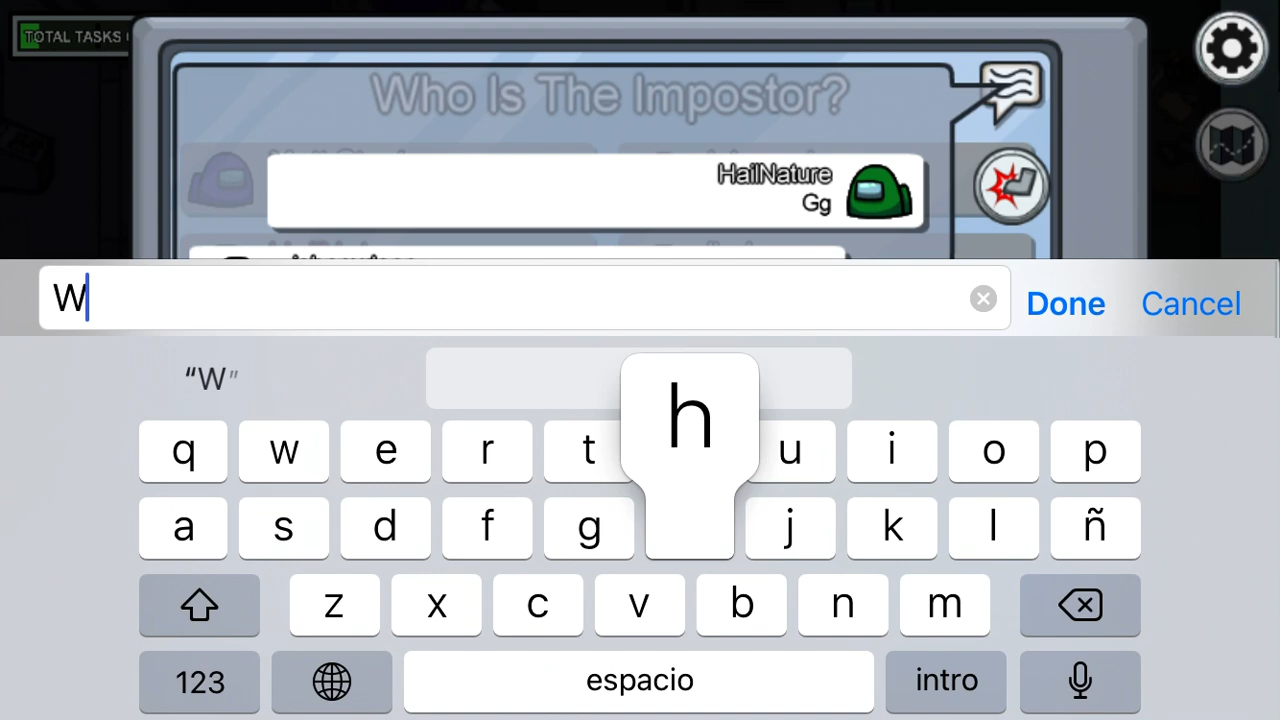 TOTAL TASKS
Who Is The Impostor?
HailNature
Gg
W
Done
Cancel
“W”
h
q w e r t u i o p
a s d f g j k l ñ
z x c v b n m
123
espacio
intro